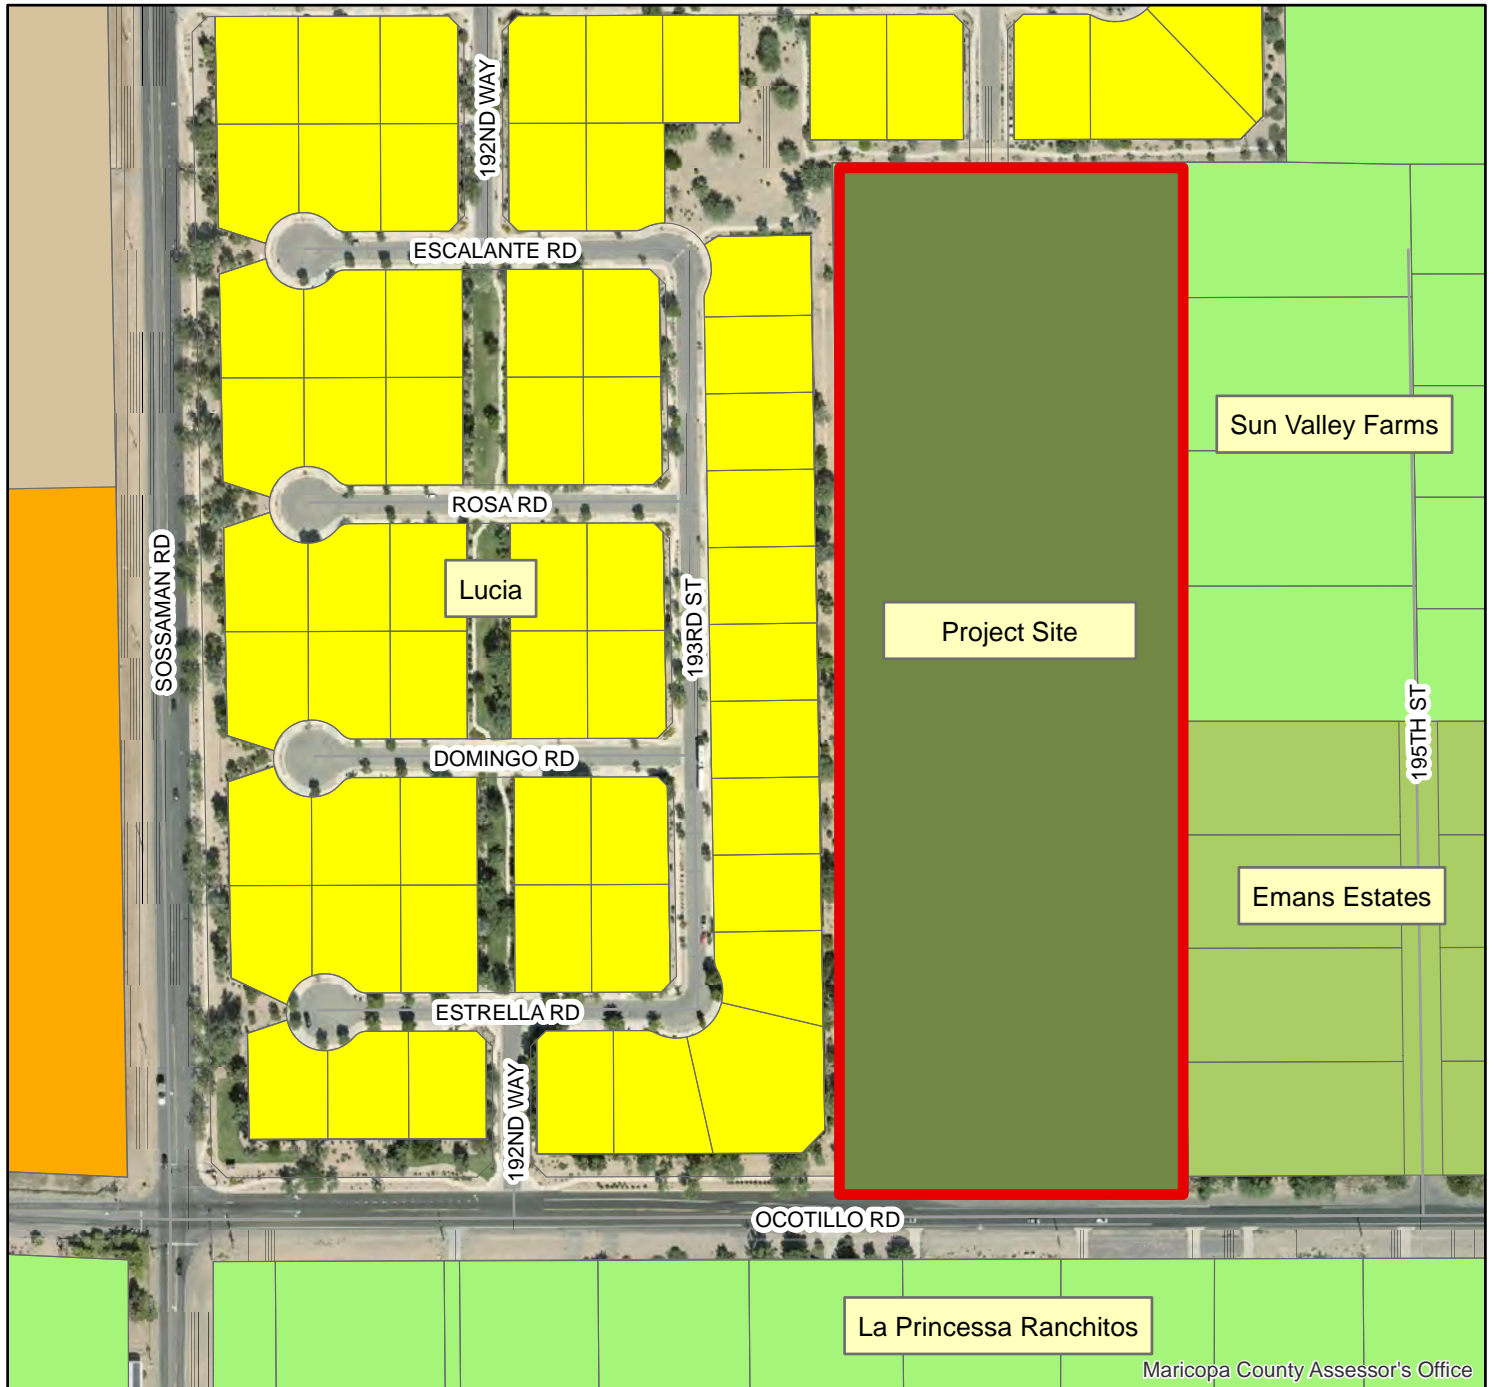 192ND WAY
ESCALANTE RD
Sun Valley Farms
ROSA RD
SOSSAMAN RD
Lucia
193RD ST
Project Site
195TH ST
DOMINGO RD
Emans Estates
ESTRELLA RD
192ND WAY
OCOTILLO RD
La Princessa Ranchitos
Maricopa County Assessor's Office